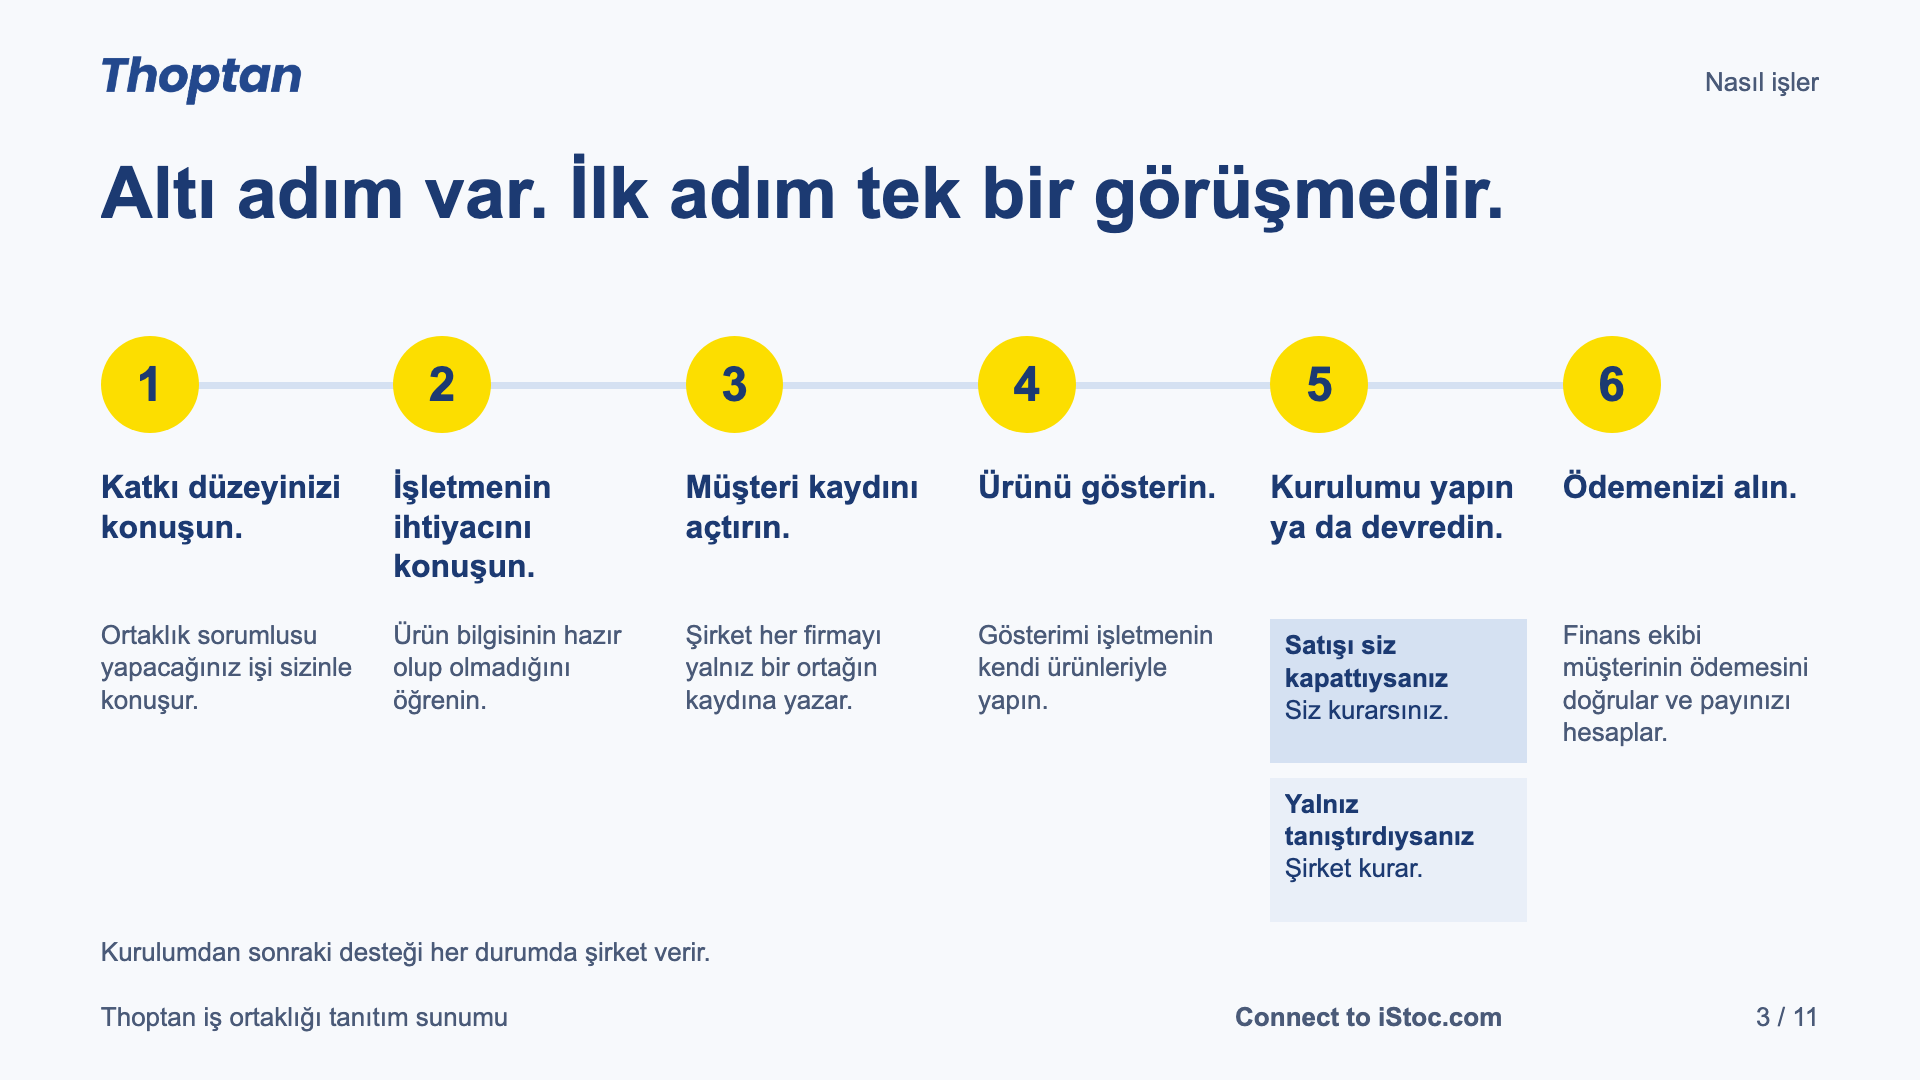 Thoptan
Nasıl işler
Altı adım var. İlk adım tek bir görüşmedir.
1
2
3
4
5
6
Katkı düzeyinizi
konuşun.
Ortaklık sorumlusu
yapacağınız işi sizinle
konuşur.
İşletmenin
ihtiyacını
konuşun.
Ürün bilgisinin hazır
olup olmadığını
öğrenin.
Müşteri kaydını
açtırın.
Şirket her firmayı
yalnız bir ortağın
kaydına yazar.
Ürünü gösterin.
Gösterimi işletmenin
kendi ürünleriyle
yapın.
Kurulumu yapın
ya da devredin.
Satışı siz
kapattıysanız
Siz kurarsınız.
Yalnız
tanıştırdıysanız
Şirket kurar.
Ödemenizi alın.
Finans ekibi
müşterinin ödemesini
doğrular ve payınızı
hesaplar.
Kurulumdan sonraki desteği her durumda şirket verir.
Thoptan iş ortaklığı tanıtım sunumu
Connect to iStoc.com
3 / 11